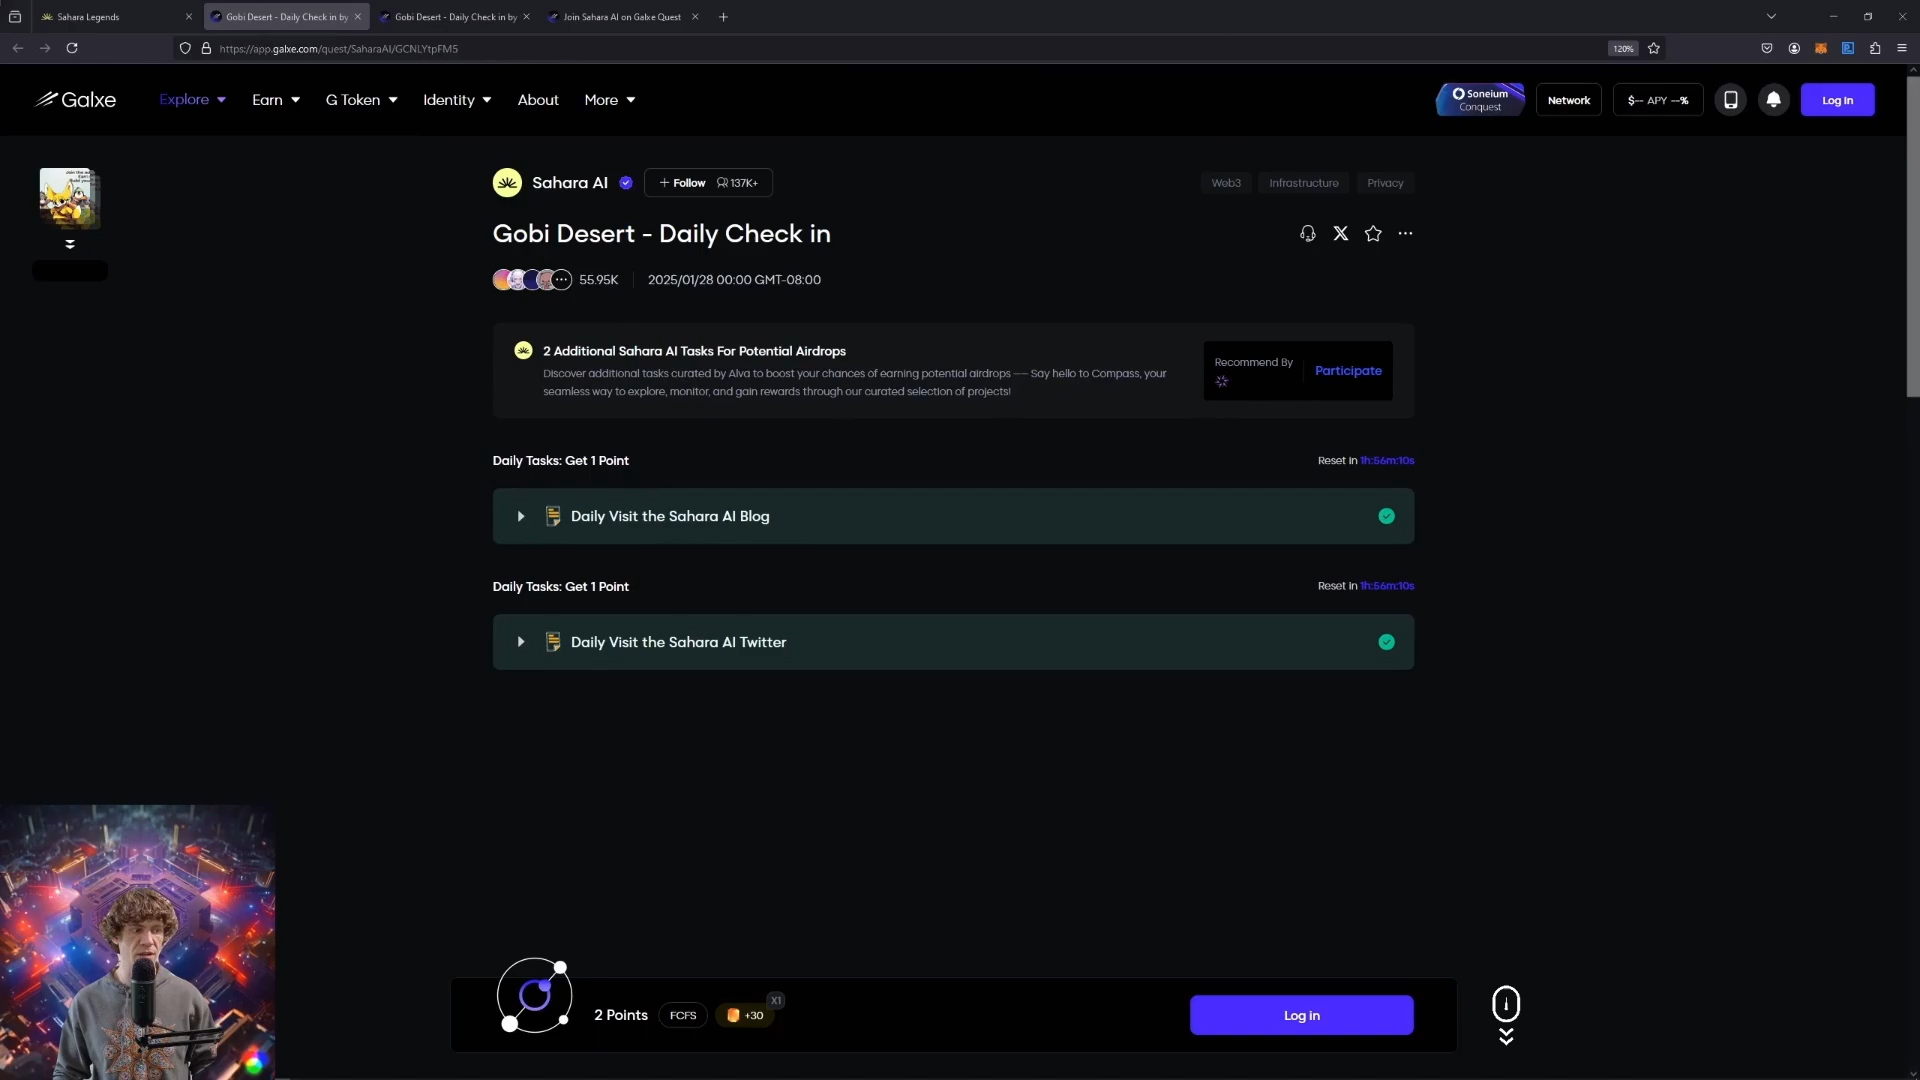 Sahara Legends
Gobi Desert - Daily Check in by
Gobi Desert - Daily Check in by
Join Sahara AI on Galxe Quest
https://app.galxe.com/quest/SaharaAI/GCNLYtpFM5
120%
Galxe
Explore
Earn
G Token
Identity
About
More
Soneium
Conquest
Network
$-- APY --%
Log In
Sahara AI
+ Follow 137K+
Web3
Infrastructure
Privacy
Gobi Desert - Daily Check in
55.95K
2025/01/28 00:00 GMT-08:00
2 Additional Sahara AI Tasks For Potential Airdrops
Discover additional tasks curated by Alva to boost your chances of earning potential airdrops –– Say hello to Compass, your
seamless way to explore, monitor, and gain rewards through our curated selection of projects!
Recommend By
Participate
Daily Tasks: Get 1 Point
Reset in 1h:56m:10s
Daily Visit the Sahara AI Blog
Daily Tasks: Get 1 Point
Reset in 1h:56m:10s
Daily Visit the Sahara AI Twitter
2 Points
FCFS
+30
X1
Log in